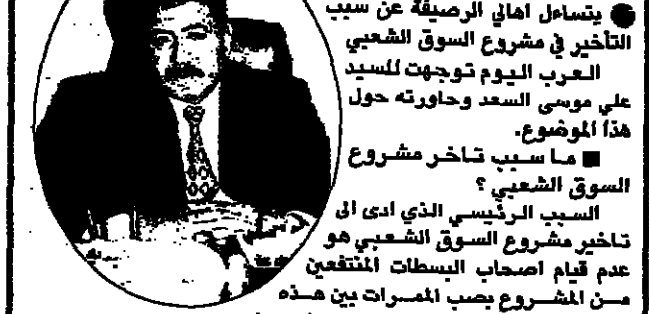 ● يتساءل اهالي الرصيفة عن سبب
التأخير في مشروع السوق الشعبي
العرب اليوم توجهت للسيد
علي موسى السعد وحاورته حول
هذا الموضوع.
■ ما سبب تاخر مشروع
السوق الشعبي ؟
السبب الرئيسي الذي ادى الى
تاخير مشروع السوق الشعبي هو
عدم قيام اصحاب البسطات المنتفعين
من المشروع بصب الممرات بين هذه